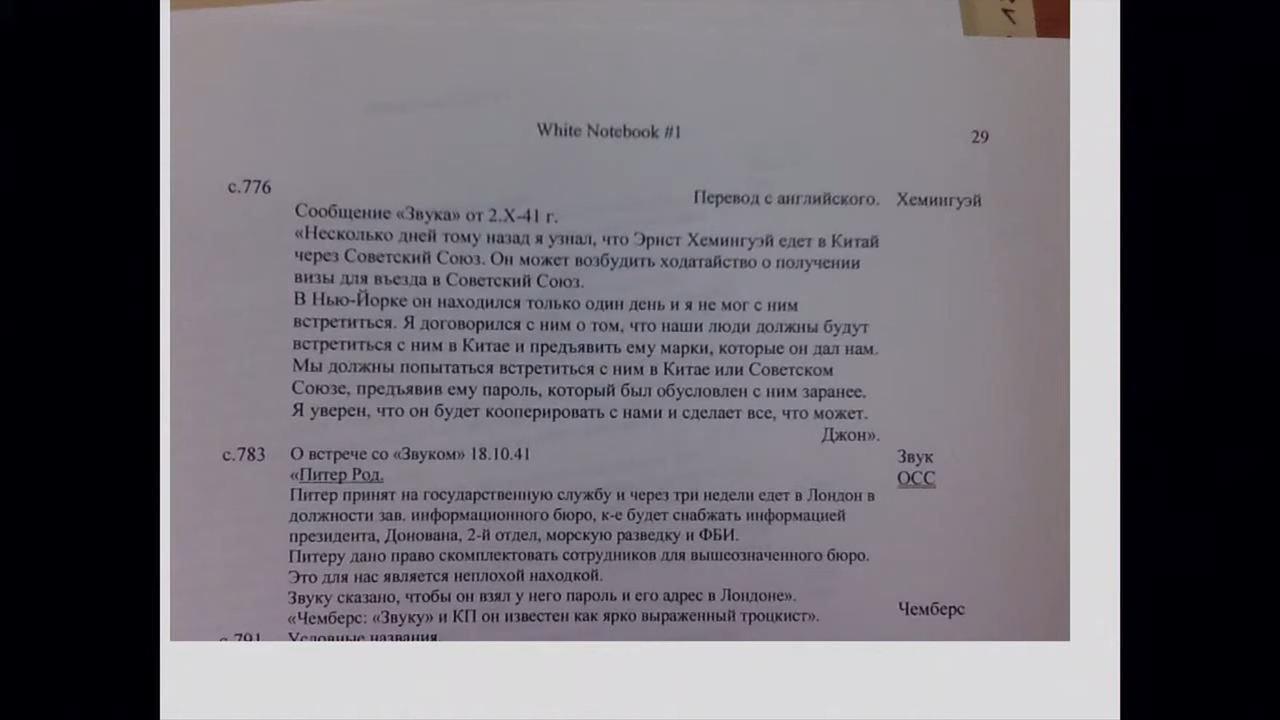 White Notebook #1 29
с.776
Перевод с английского. Хемингуэй
Сообщение «Звука» от 2.X-41 г.
«Несколько дней тому назад я узнал, что Эрнст Хемингуэй едет в Китай
через Советский Союз. Он может возбудить ходатайство о получении
визы для въезда в Советский Союз.
В Нью-Йорке он находился только один день и я не мог с ним
встретиться. Я договорился с ним о том, что наши люди должны будут
встретиться с ним в Китае и предъявить ему марки, которые он дал нам.
Мы должны попытаться встретиться с ним в Китае или Советском
Союзе, предъявив ему пароль, который был обусловлен с ним заранее.
Я уверен, что он будет кооперировать с нами и сделает все, что может.
Джон».
с.783 О встрече со «Звуком» 18.10.41 Звук
«Питер Род. ОСС
Питер принят на государственную службу и через три недели едет в Лондон в
должности зав. информационного бюро, к-е будет снабжать информацией
президента, Донована, 2-й отдел, морскую разведку и ФБИ.
Питеру дано право скомплектовать сотрудников для вышеозначенного бюро.
Это для нас является неплохой находкой.
Звуку сказано, чтобы он взял у него пароль и его адрес в Лондоне».
«Чемберс: «Звуку» и КП он известен как ярко выраженный троцкист». Чемберс
с.791 Условные названия.